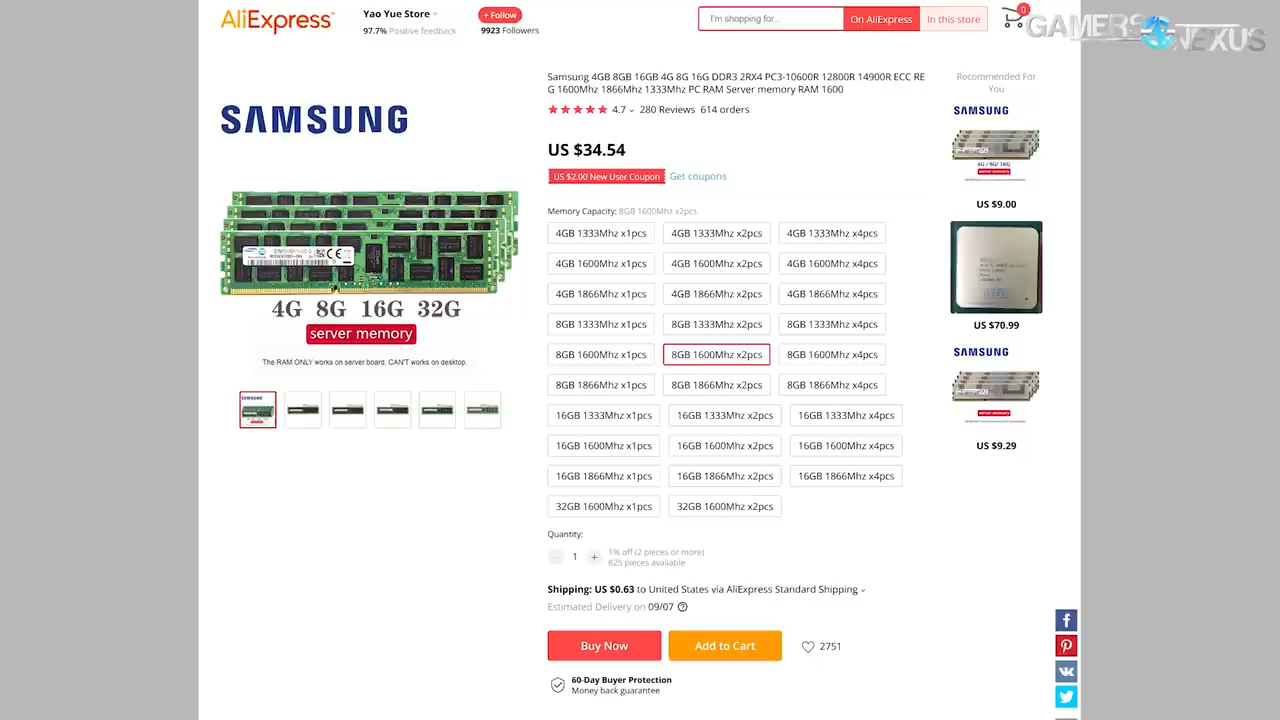 AliExpress™
Yao Yue Store
97.7% Positive feedback
+ Follow
9923 Followers
I'm shopping for...
On AliExpress
In this store
0
GAMERS NEXUS
SAMSUNG
4G 8G 16G 32G
server memory
The RAM ONLY works on server board. CAN'T works on desktop.
SAMSUNG
Samsung 4GB 8GB 16GB 4G 8G 16G DDR3 2RX4 PC3-10600R 12800R 14900R ECC RE
G 1600Mhz 1866Mhz 1333Mhz PC RAM Server memory RAM 1600
4.7 280 Reviews 614 orders
US $34.54
US $2.00 New User Coupon Get coupons
Memory Capacity: 8GB 1600Mhz x2pcs
4GB 1333Mhz x1pcs 4GB 1333Mhz x2pcs 4GB 1333Mhz x4pcs
4GB 1600Mhz x1pcs 4GB 1600Mhz x2pcs 4GB 1600Mhz x4pcs
4GB 1866Mhz x1pcs 4GB 1866Mhz x2pcs 4GB 1866Mhz x4pcs
8GB 1333Mhz x1pcs 8GB 1333Mhz x2pcs 8GB 1333Mhz x4pcs
8GB 1600Mhz x1pcs 8GB 1600Mhz x2pcs 8GB 1600Mhz x4pcs
8GB 1866Mhz x1pcs 8GB 1866Mhz x2pcs 8GB 1866Mhz x4pcs
16GB 1333Mhz x1pcs 16GB 1333Mhz x2pcs 16GB 1333Mhz x4pcs
16GB 1600Mhz x1pcs 16GB 1600Mhz x2pcs 16GB 1600Mhz x4pcs
16GB 1866Mhz x1pcs 16GB 1866Mhz x2pcs 16GB 1866Mhz x4pcs
32GB 1600Mhz x1pcs 32GB 1600Mhz x2pcs
Quantity:
1
1% off (2 pieces or more)
825 pieces available
Shipping: US $0.63 to United States via AliExpress Standard Shipping
Estimated Delivery on 09/07
Buy Now
Add to Cart
2751
60-Day Buyer Protection
Money back guarantee
Recommended For
You
SAMSUNG
4G / 8G/ 16G
server memory
US $9.00
US $70.99
SAMSUNG
server memory
US $9.29